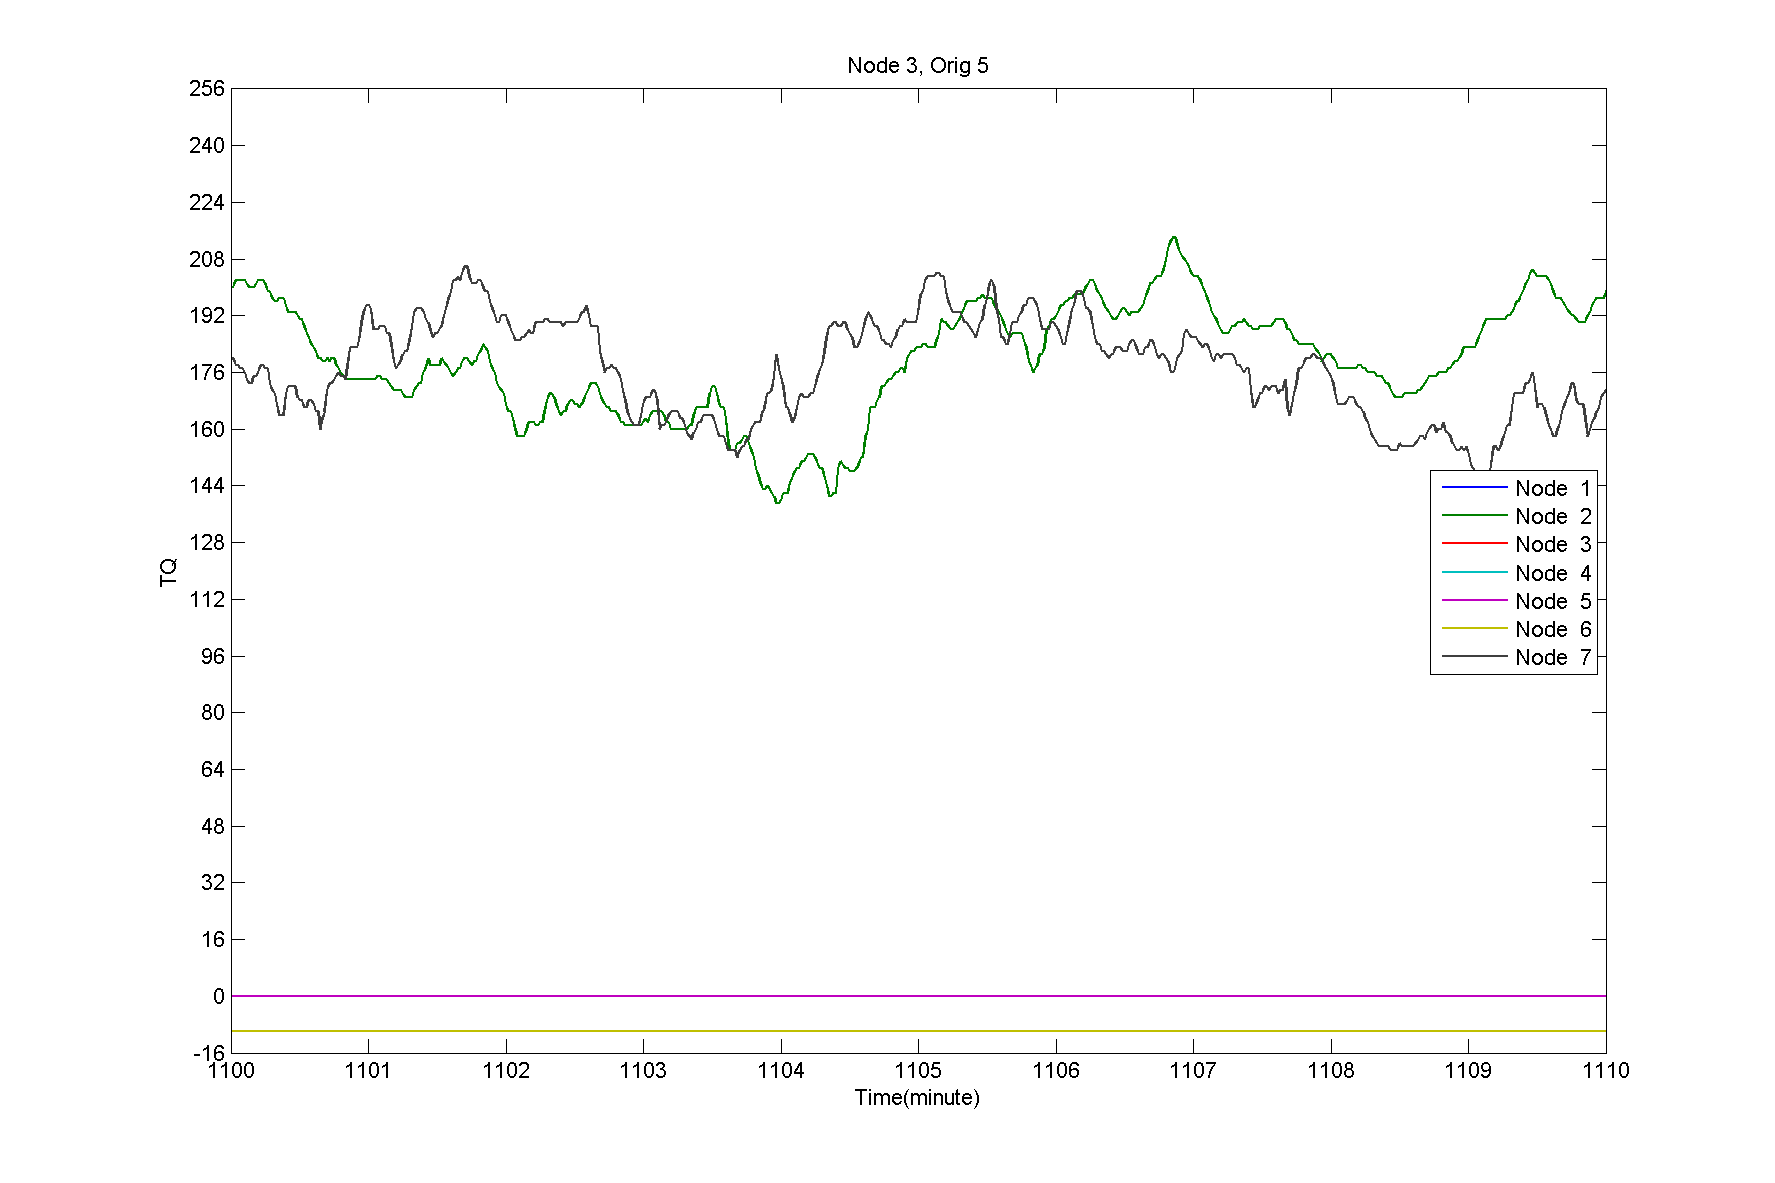 Node 3, Orig 5
256
240
224
208
192
176
160
144
128
112
96
80
64
48
32
16
0
-16
TQ
Node 1
Node 2
Node 3
Node 4
Node 5
Node 6
Node 7
1100 1101 1102 1103 1104 1105 1106 1107 1108 1109 1110
Time(minute)